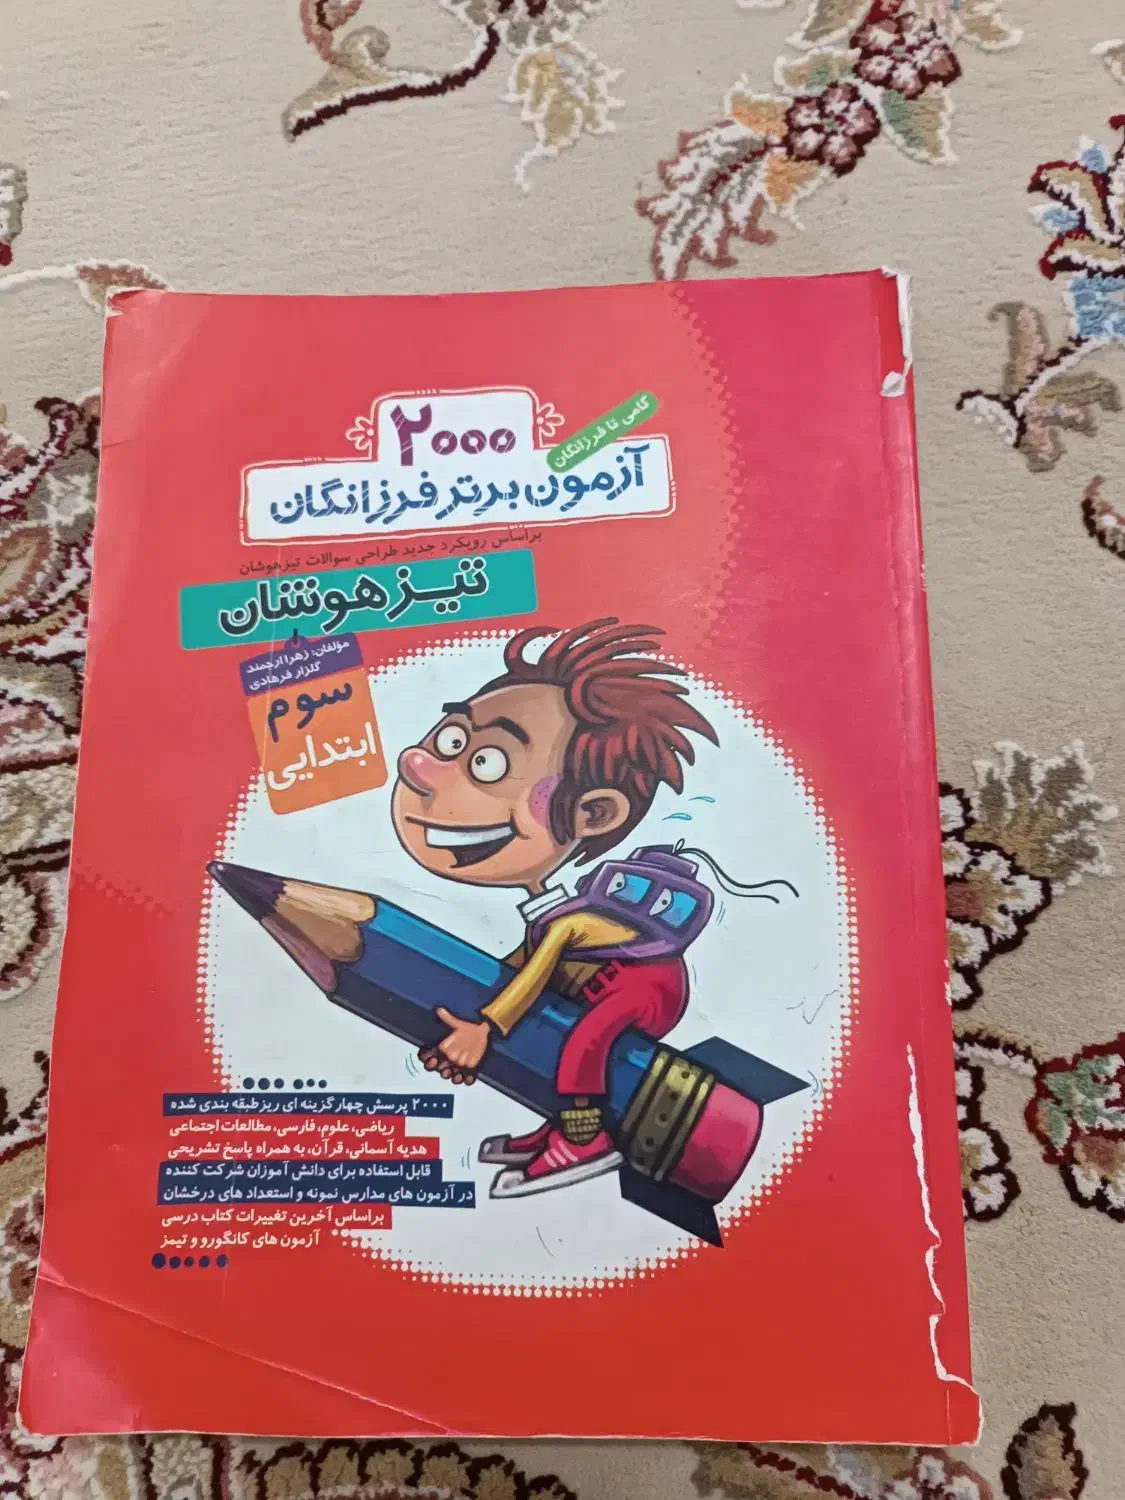 ۲۰۰۰
گامی تا فرزانگان
آزمون برتر فرزانگان
براساس رویکرد جدید طراحی سوالات تیزهوشان
تیزهوشان
مؤلفان: زهرا ارجمند
گلزار فرهادی
سوم
ابتدایی
۲۰۰۰ پرسش چهارگزینه ای ریز طبقه بندی شده
ریاضی، علوم، فارسی، مطالعات اجتماعی
هدیه آسمانی، قرآن، به همراه پاسخ تشریحی
قابل استفاده برای دانش آموزان شرکت کننده
در آزمون های مدارس نمونه و استعداد های درخشان
براساس آخرین تغییرات کتاب درسی
آزمون های کانگورو و تیمز